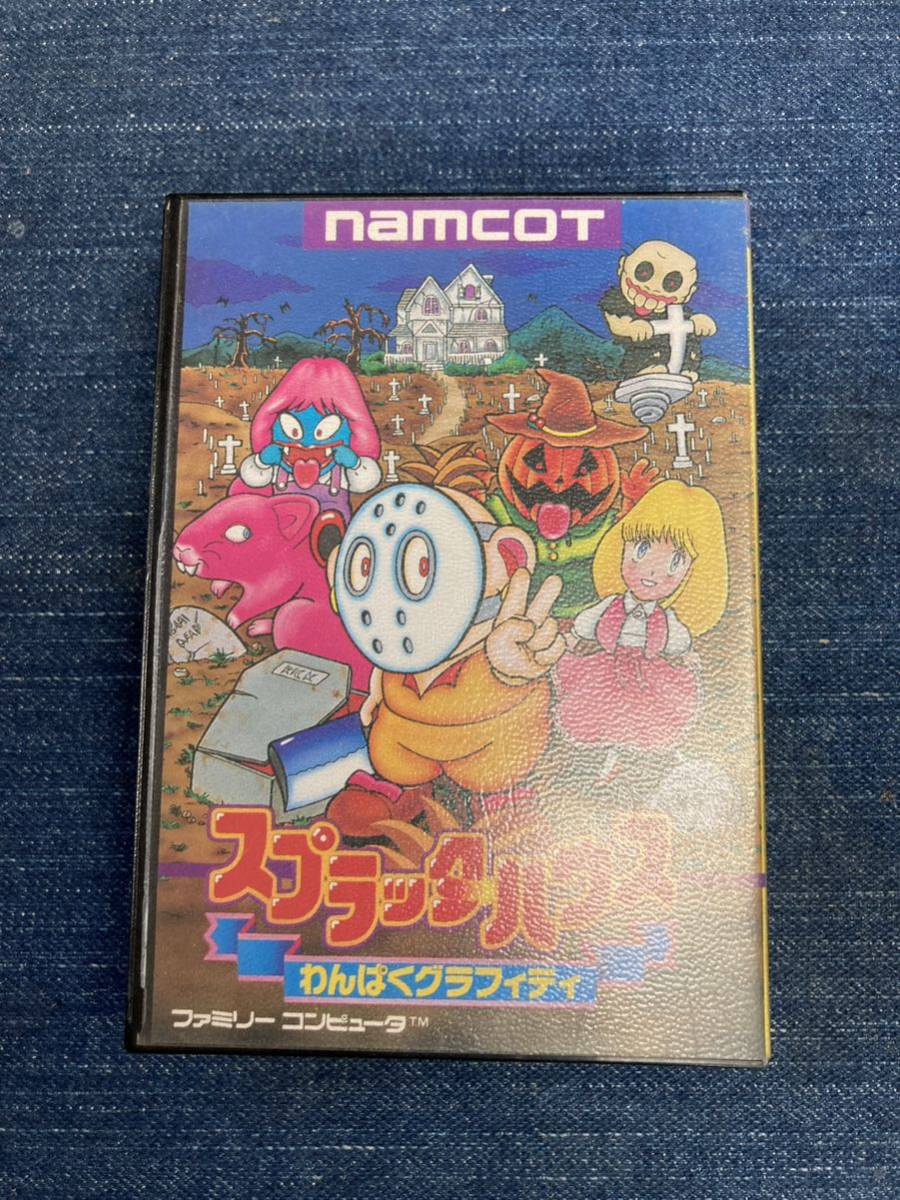 namcot
スプラッターハウス
わんぱくグラフィティ
ファミリー コンピュータ™